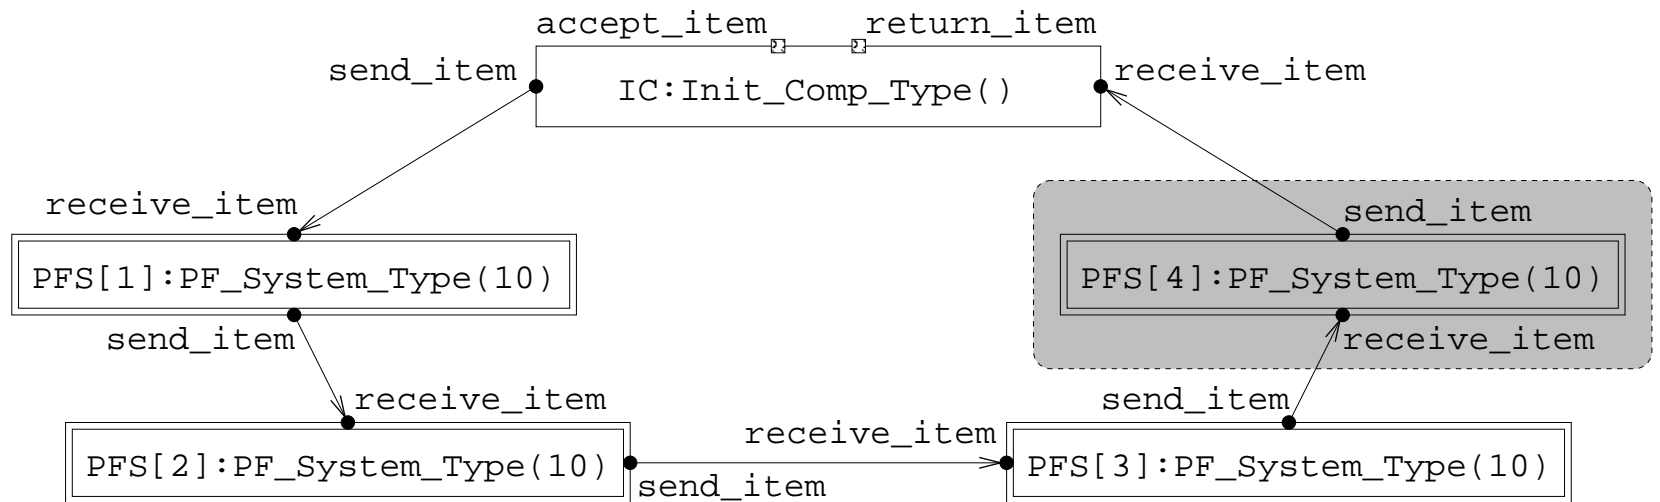 accept_item return_item
send_item receive_item
IC:Init_Comp_Type()
receive_item send_item
PFS[1]:PF_System_Type(10) PFS[4]:PF_System_Type(10)
send_item receive_item
receive_item send_item
receive_item
PFS[2]:PF_System_Type(10) PFS[3]:PF_System_Type(10)
send_item